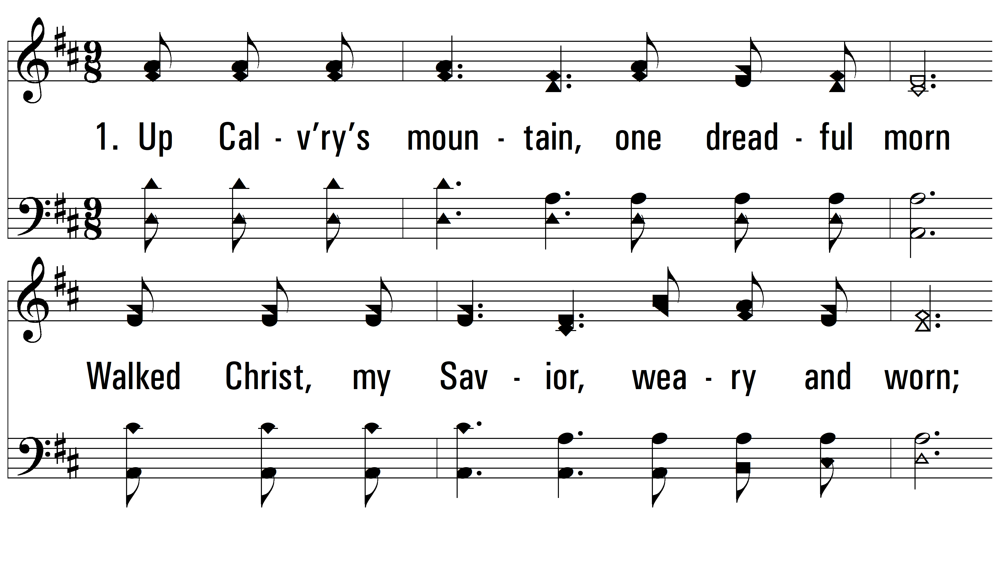 1. Up Cal - v’ry’s moun - tain, one dread - ful morn
Walked Christ, my Sav - ior, wea - ry and worn;